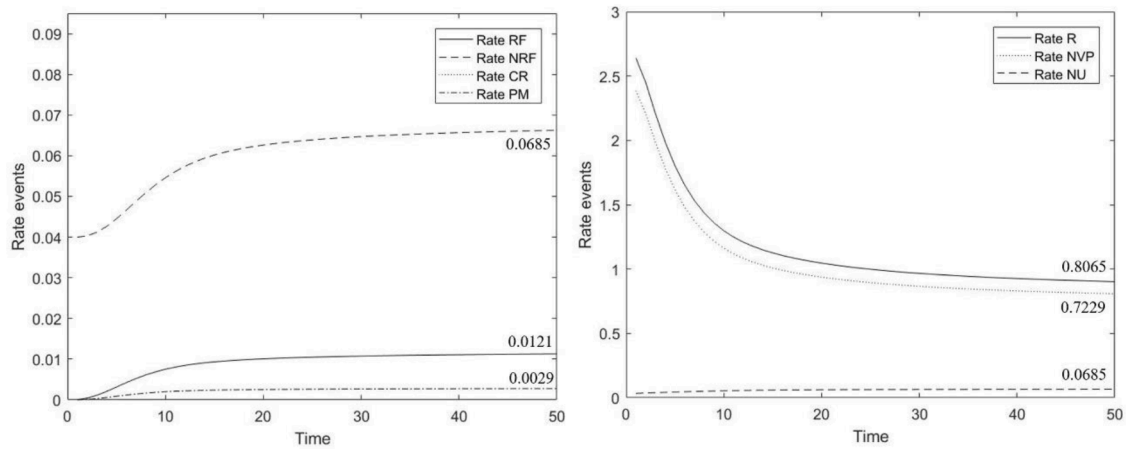 0.09
0.08
0.07
0.06
0.05
0.04
0.03
0.02
0.01
0
Rate events
Rate RF
Rate NRF
Rate CR
Rate PM
0.0685
0.0121
0.0029
0 10 20 30 40 50
Time
3
2.5
2
1.5
1
0.5
0
Rate events
Rate R
Rate NVP
Rate NU
0.8065
0.7229
0.0685
0 10 20 30 40 50
Time